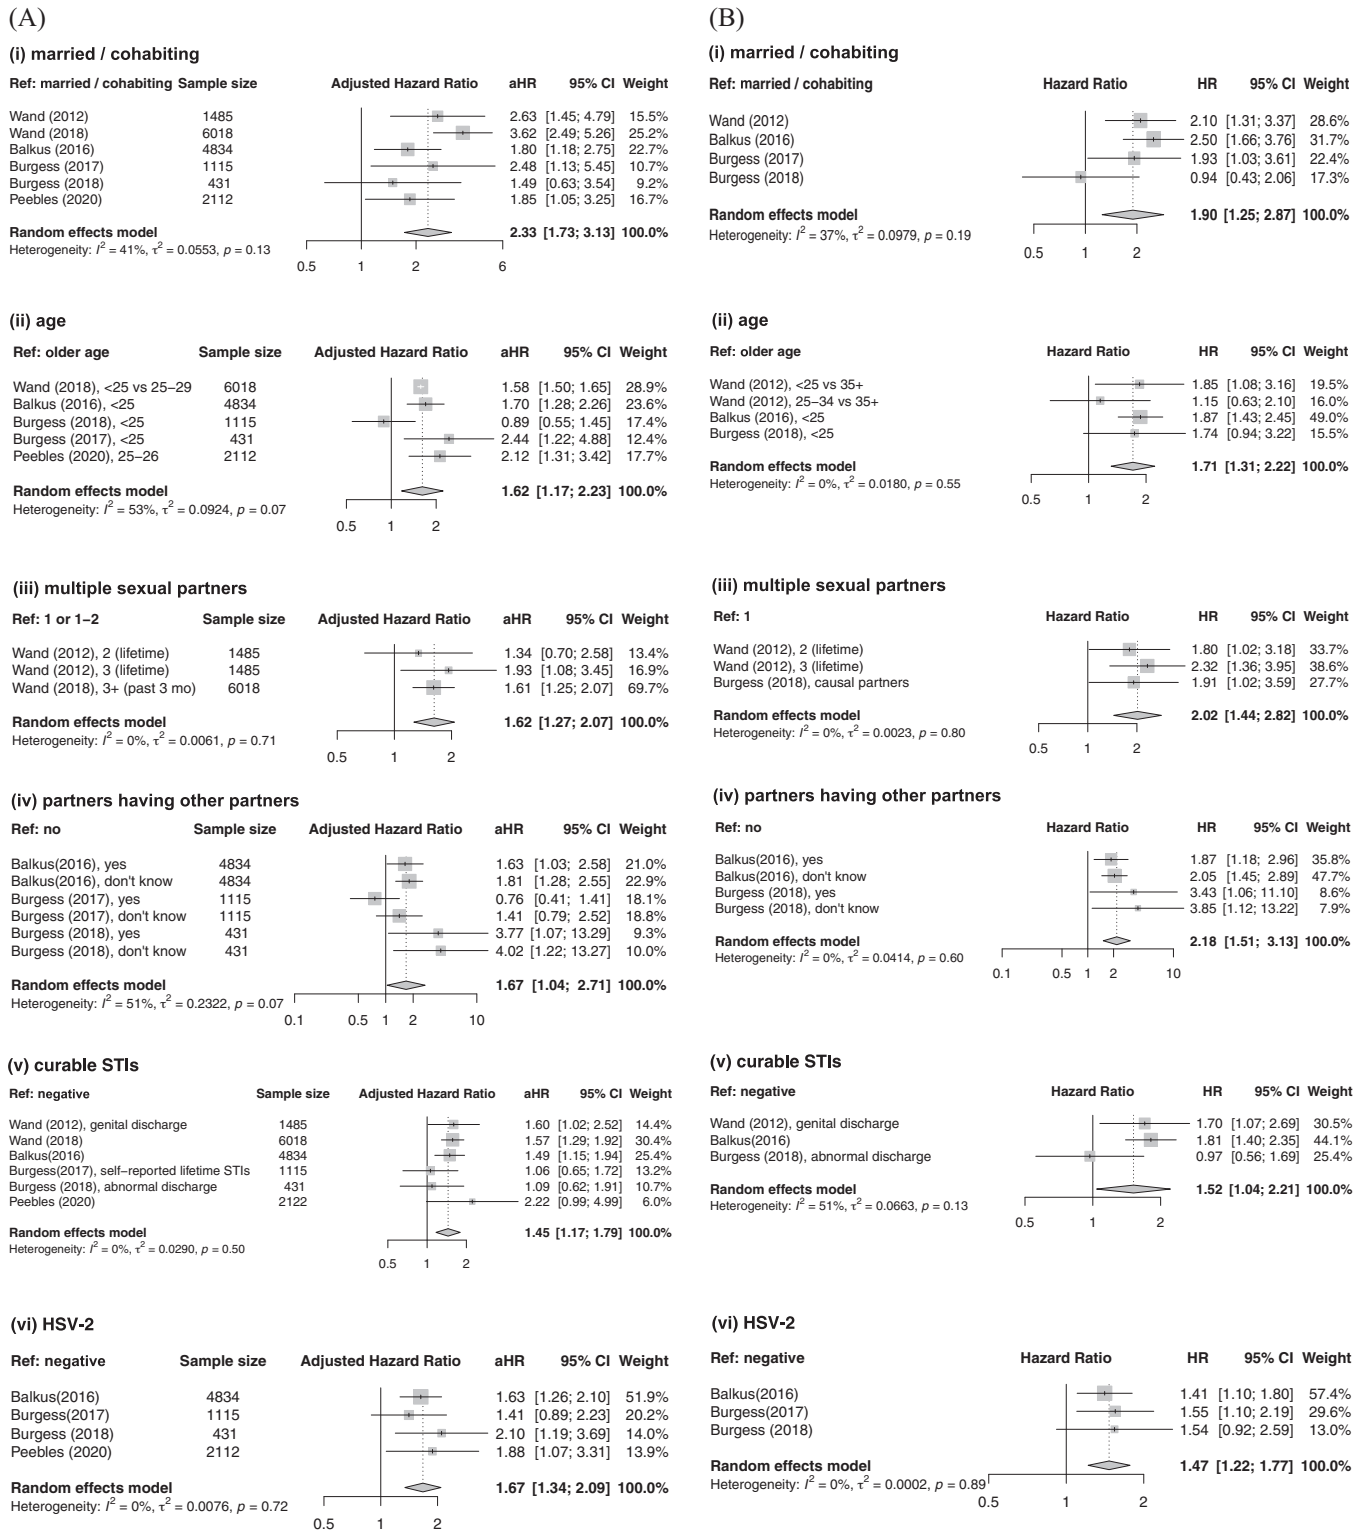 (A)
(i) married / cohabiting
Ref: married / cohabiting Sample size Adjusted Hazard Ratio aHR 95% CI Weight
Wand (2012) 1485 2.63 [1.45; 4.79] 15.5%
Wand (2018) 6018 3.62 [2.49; 5.26] 25.2%
Balkus (2016) 4834 1.80 [1.18; 2.75] 22.7%
Burgess (2017) 1115 2.48 [1.13; 5.45] 10.7%
Burgess (2018) 431 1.49 [0.63; 3.54] 9.2%
Peebles (2020) 2112 1.85 [1.05; 3.25] 16.7%
Random effects model 2.33 [1.73; 3.13] 100.0%
Heterogeneity: I² = 41%, τ² = 0.0553, p = 0.13
0.5 1 2 6
(ii) age
Ref: older age Sample size Adjusted Hazard Ratio aHR 95% CI Weight
Wand (2018), <25 vs 25−29 6018 1.58 [1.50; 1.65] 28.9%
Balkus (2016), <25 4834 1.70 [1.28; 2.26] 23.6%
Burgess (2018), <25 1115 0.89 [0.55; 1.45] 17.4%
Burgess (2017), <25 431 2.44 [1.22; 4.88] 12.4%
Peebles (2020), 25−26 2112 2.12 [1.31; 3.42] 17.7%
Random effects model 1.62 [1.17; 2.23] 100.0%
Heterogeneity: I² = 53%, τ² = 0.0924, p = 0.07
0.5 1 2
(iii) multiple sexual partners
Ref: 1 or 1−2 Sample size Adjusted Hazard Ratio aHR 95% CI Weight
Wand (2012), 2 (lifetime) 1485 1.34 [0.70; 2.58] 13.4%
Wand (2012), 3 (lifetime) 1485 1.93 [1.08; 3.45] 16.9%
Wand (2018), 3+ (past 3 mo) 6018 1.61 [1.25; 2.07] 69.7%
Random effects model 1.62 [1.27; 2.07] 100.0%
Heterogeneity: I² = 0%, τ² = 0.0061, p = 0.71
0.5 1 2
(iv) partners having other partners
Ref: no Sample size Adjusted Hazard Ratio aHR 95% CI Weight
Balkus(2016), yes 4834 1.63 [1.03; 2.58] 21.0%
Balkus(2016), don't know 4834 1.81 [1.28; 2.55] 22.9%
Burgess (2017), yes 1115 0.76 [0.41; 1.41] 18.1%
Burgess (2017), don't know 1115 1.41 [0.79; 2.52] 18.8%
Burgess (2018), yes 431 3.77 [1.07; 13.29] 9.3%
Burgess (2018), don't know 431 4.02 [1.22; 13.27] 10.0%
Random effects model 1.67 [1.04; 2.71] 100.0%
Heterogeneity: I² = 51%, τ² = 0.2322, p = 0.07
0.1 0.5 1 2 10
(v) curable STIs
Ref: negative Sample size Adjusted Hazard Ratio aHR 95% CI Weight
Wand (2012), genital discharge 1485 1.60 [1.02; 2.52] 14.4%
Wand (2018) 6018 1.57 [1.29; 1.92] 30.4%
Balkus(2016) 4834 1.49 [1.15; 1.94] 25.4%
Burgess(2017), self−reported lifetime STIs 1115 1.06 [0.65; 1.72] 13.2%
Burgess (2018), abnormal discharge 431 1.09 [0.62; 1.91] 10.7%
Peebles (2020) 2122 2.22 [0.99; 4.99] 6.0%
Random effects model 1.45 [1.17; 1.79] 100.0%
Heterogeneity: I² = 0%, τ² = 0.0290, p = 0.50
0.5 1 2
(vi) HSV-2
Ref: negative Sample size Adjusted Hazard Ratio aHR 95% CI Weight
Balkus(2016) 4834 1.63 [1.26; 2.10] 51.9%
Burgess(2017) 1115 1.41 [0.89; 2.23] 20.2%
Burgess (2018) 431 2.10 [1.19; 3.69] 14.0%
Peebles (2020) 2112 1.88 [1.07; 3.31] 13.9%
Random effects model 1.67 [1.34; 2.09] 100.0%
Heterogeneity: I² = 0%, τ² = 0.0076, p = 0.72
0.5 1 2
(B)
(i) married / cohabiting
Ref: married / cohabiting Hazard Ratio HR 95% CI Weight
Wand (2012) 2.10 [1.31; 3.37] 28.6%
Balkus (2016) 2.50 [1.66; 3.76] 31.7%
Burgess (2017) 1.93 [1.03; 3.61] 22.4%
Burgess (2018) 0.94 [0.43; 2.06] 17.3%
Random effects model 1.90 [1.25; 2.87] 100.0%
Heterogeneity: I² = 37%, τ² = 0.0979, p = 0.19
0.5 1 2
(ii) age
Ref: older age Hazard Ratio HR 95% CI Weight
Wand (2012), <25 vs 35+ 1.85 [1.08; 3.16] 19.5%
Wand (2012), 25−34 vs 35+ 1.15 [0.63; 2.10] 16.0%
Balkus (2016), <25 1.87 [1.43; 2.45] 49.0%
Burgess (2018), <25 1.74 [0.94; 3.22] 15.5%
Random effects model 1.71 [1.31; 2.22] 100.0%
Heterogeneity: I² = 0%, τ² = 0.0180, p = 0.55
0.5 1 2
(iii) multiple sexual partners
Ref: 1 Hazard Ratio HR 95% CI Weight
Wand (2012), 2 (lifetime) 1.80 [1.02; 3.18] 33.7%
Wand (2012), 3 (lifetime) 2.32 [1.36; 3.95] 38.6%
Burgess (2018), causal partners 1.91 [1.02; 3.59] 27.7%
Random effects model 2.02 [1.44; 2.82] 100.0%
Heterogeneity: I² = 0%, τ² = 0.0023, p = 0.80
0.5 1 2
(iv) partners having other partners
Ref: no Hazard Ratio HR 95% CI Weight
Balkus(2016), yes 1.87 [1.18; 2.96] 35.8%
Balkus(2016), don't know 2.05 [1.45; 2.89] 47.7%
Burgess (2018), yes 3.43 [1.06; 11.10] 8.6%
Burgess (2018), don't know 3.85 [1.12; 13.22] 7.9%
Random effects model 2.18 [1.51; 3.13] 100.0%
Heterogeneity: I² = 0%, τ² = 0.0414, p = 0.60
0.1 0.5 1 2 10
(v) curable STIs
Ref: negative Hazard Ratio HR 95% CI Weight
Wand (2012), genital discharge 1.70 [1.07; 2.69] 30.5%
Balkus(2016) 1.81 [1.40; 2.35] 44.1%
Burgess (2018), abnormal discharge 0.97 [0.56; 1.69] 25.4%
Random effects model 1.52 [1.04; 2.21] 100.0%
Heterogeneity: I² = 51%, τ² = 0.0663, p = 0.13
0.5 1 2
(vi) HSV-2
Ref: negative Hazard Ratio HR 95% CI Weight
Balkus(2016) 1.41 [1.10; 1.80] 57.4%
Burgess(2017) 1.55 [1.10; 2.19] 29.6%
Burgess (2018) 1.54 [0.92; 2.59] 13.0%
Random effects model 1.47 [1.22; 1.77] 100.0%
Heterogeneity: I² = 0%, τ² = 0.0002, p = 0.89
0.5 1 2